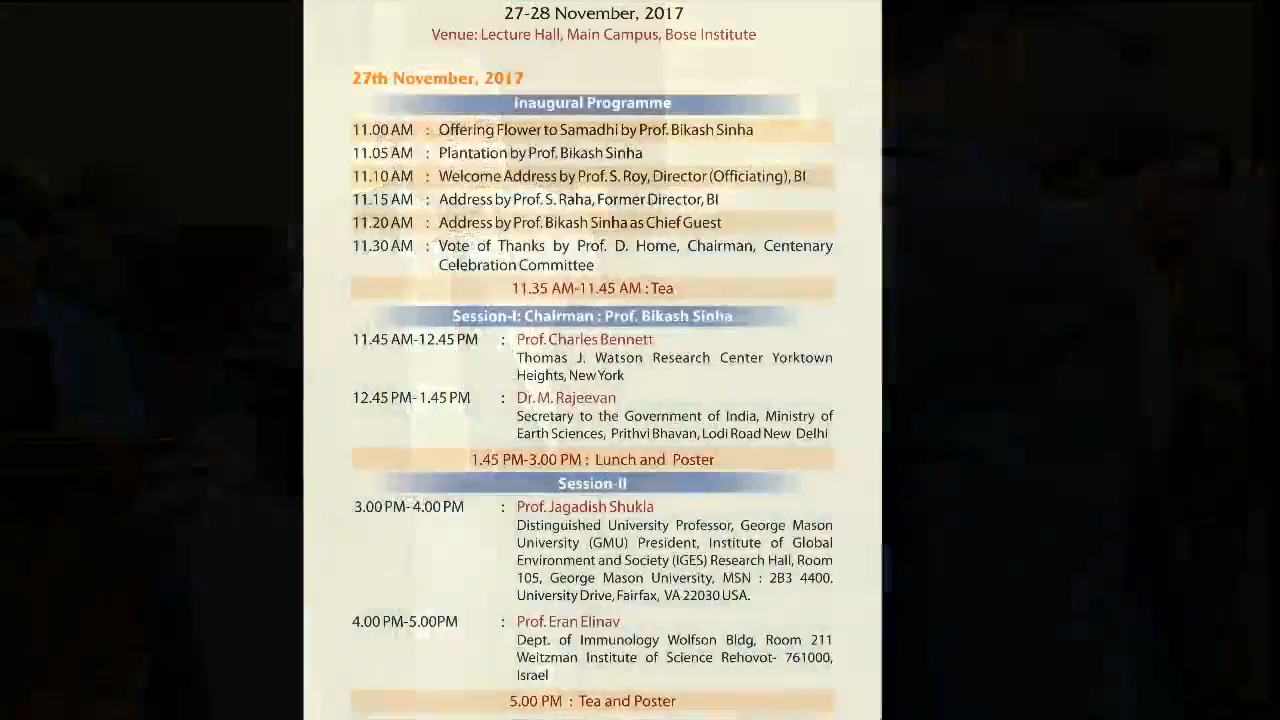 27-28 November, 2017
Venue: Lecture Hall, Main Campus, Bose Institute
27th November, 2017
Inaugural Programme
11.00 AM : Offering Flower to Samadhi by Prof. Bikash Sinha
11.05 AM : Plantation by Prof. Bikash Sinha
11.10 AM : Welcome Address by Prof. S. Roy, Director (Officiating), BI
11.15 AM : Address by Prof. S. Raha, Former Director, BI
11.20 AM : Address by Prof. Bikash Sinha as Chief Guest
11.30 AM : Vote of Thanks by Prof. D. Home, Chairman, Centenary
Celebration Committee
11.35 AM-11.45 AM : Tea
Session-I: Chairman : Prof. Bikash Sinha
11.45 AM-12.45 PM : Prof. Charles Bennett
Thomas J. Watson Research Center Yorktown
Heights, New York
12.45 PM- 1.45 PM : Dr. M. Rajeevan
Secretary to the Government of India, Ministry of
Earth Sciences, Prithvi Bhavan, Lodi Road New Delhi
1.45 PM-3.00 PM : Lunch and Poster
Session-II
3.00 PM- 4.00 PM : Prof. Jagadish Shukla
Distinguished University Professor, George Mason
University (GMU) President, Institute of Global
Environment and Society (IGES) Research Hall, Room
105, George Mason University, MSN : 2B3 4400.
University Drive, Fairfax, VA 22030 USA.
4.00 PM-5.00PM : Prof. Eran Elinav
Dept. of Immunology Wolfson Bldg, Room 211
Weitzman Institute of Science Rehovot- 761000,
Israel
5.00 PM : Tea and Poster